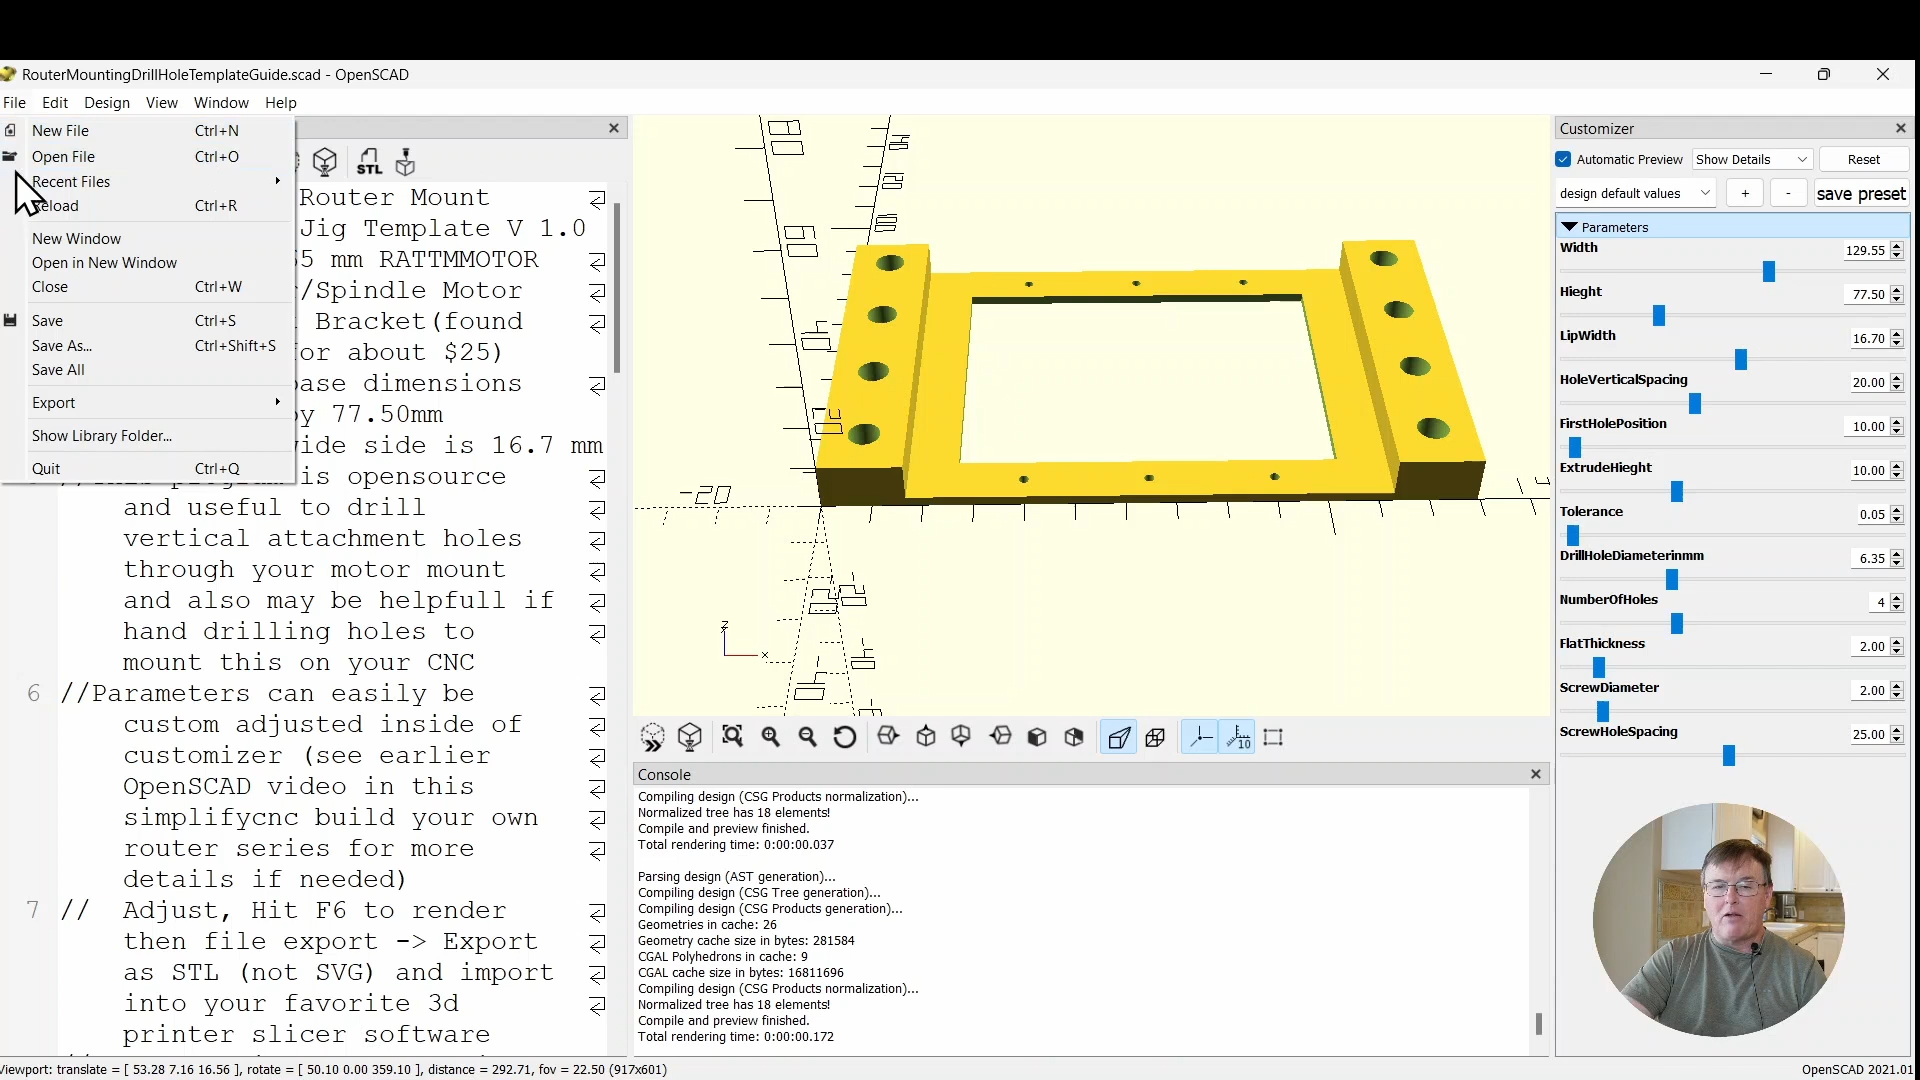 RouterMountingDrillHoleTemplateGuide.scad - OpenSCAD
File Edit Design View Window Help
New File Ctrl+N
Open File Ctrl+O
Recent Files
eload Ctrl+R
New Window
Open in New Window
Close Ctrl+W
Save Ctrl+S
Save As... Ctrl+Shift+S
Save All
Export
Show Library Folder...
Quit Ctrl+Q
STL
Router Mount
Jig Template V 1.0
mm RATTMMOTOR
/Spindle Motor
Bracket(found
or about $25)
ase dimensions
by 77.50mm
ide side is 16.7 mm
is opensource
and useful to drill
vertical attachment holes
through your motor mount
and also may be helpfull if
hand drilling holes to
mount this on your CNC
6 //Parameters can easily be
custom adjusted inside of
customizer (see earlier
OpenSCAD video in this
simplifycnc build your own
router series for more
details if needed)
7 // Adjust, Hit F6 to render
then file export -> Export
as STL (not SVG) and import
into your favorite 3d
printer slicer software
-20
z
x
10
Console
Compiling design (CSG Products normalization)...
Normalized tree has 18 elements!
Compile and preview finished.
Total rendering time: 0:00:00.037
Parsing design (AST generation)...
Compiling design (CSG Tree generation)...
Compiling design (CSG Products generation)...
Geometries in cache: 26
Geometry cache size in bytes: 281584
CGAL Polyhedrons in cache: 9
CGAL cache size in bytes: 16811696
Compiling design (CSG Products normalization)...
Normalized tree has 18 elements!
Compile and preview finished.
Total rendering time: 0:00:00.172
Customizer
Automatic Preview Show Details Reset
design default values + - save preset
Parameters
Width 129.55
Hieght 77.50
LipWidth 16.70
HoleVerticalSpacing 20.00
FirstHolePosition 10.00
ExtrudeHieght 10.00
Tolerance 0.05
DrillHoleDiameterinmm 6.35
NumberOfHoles 4
FlatThickness 2.00
ScrewDiameter 2.00
ScrewHoleSpacing 25.00
Viewport: translate = [ 53.28 7.16 16.56 ], rotate = [ 50.10 0.00 359.10 ], distance = 292.71, fov = 22.50 (917x601)
OpenSCAD 2021.01